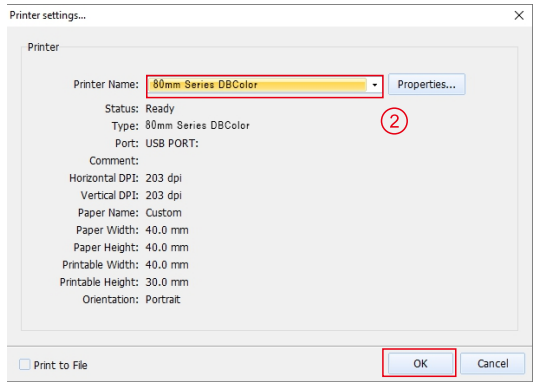 Printer settings...
Printer
Printer Name: 80mm Series DBColor Properties...
Status: Ready
2
Type: 80mm Series DBColor
Port: USB PORT:
Comment:
Horizontal DPI: 203 dpi
Vertical DPI: 203 dpi
Paper Name: Custom
Paper Width: 40.0 mm
Paper Height: 40.0 mm
Printable Width: 40.0 mm
Printable Height: 30.0 mm
Orientation: Portrait
Print to File OK Cancel